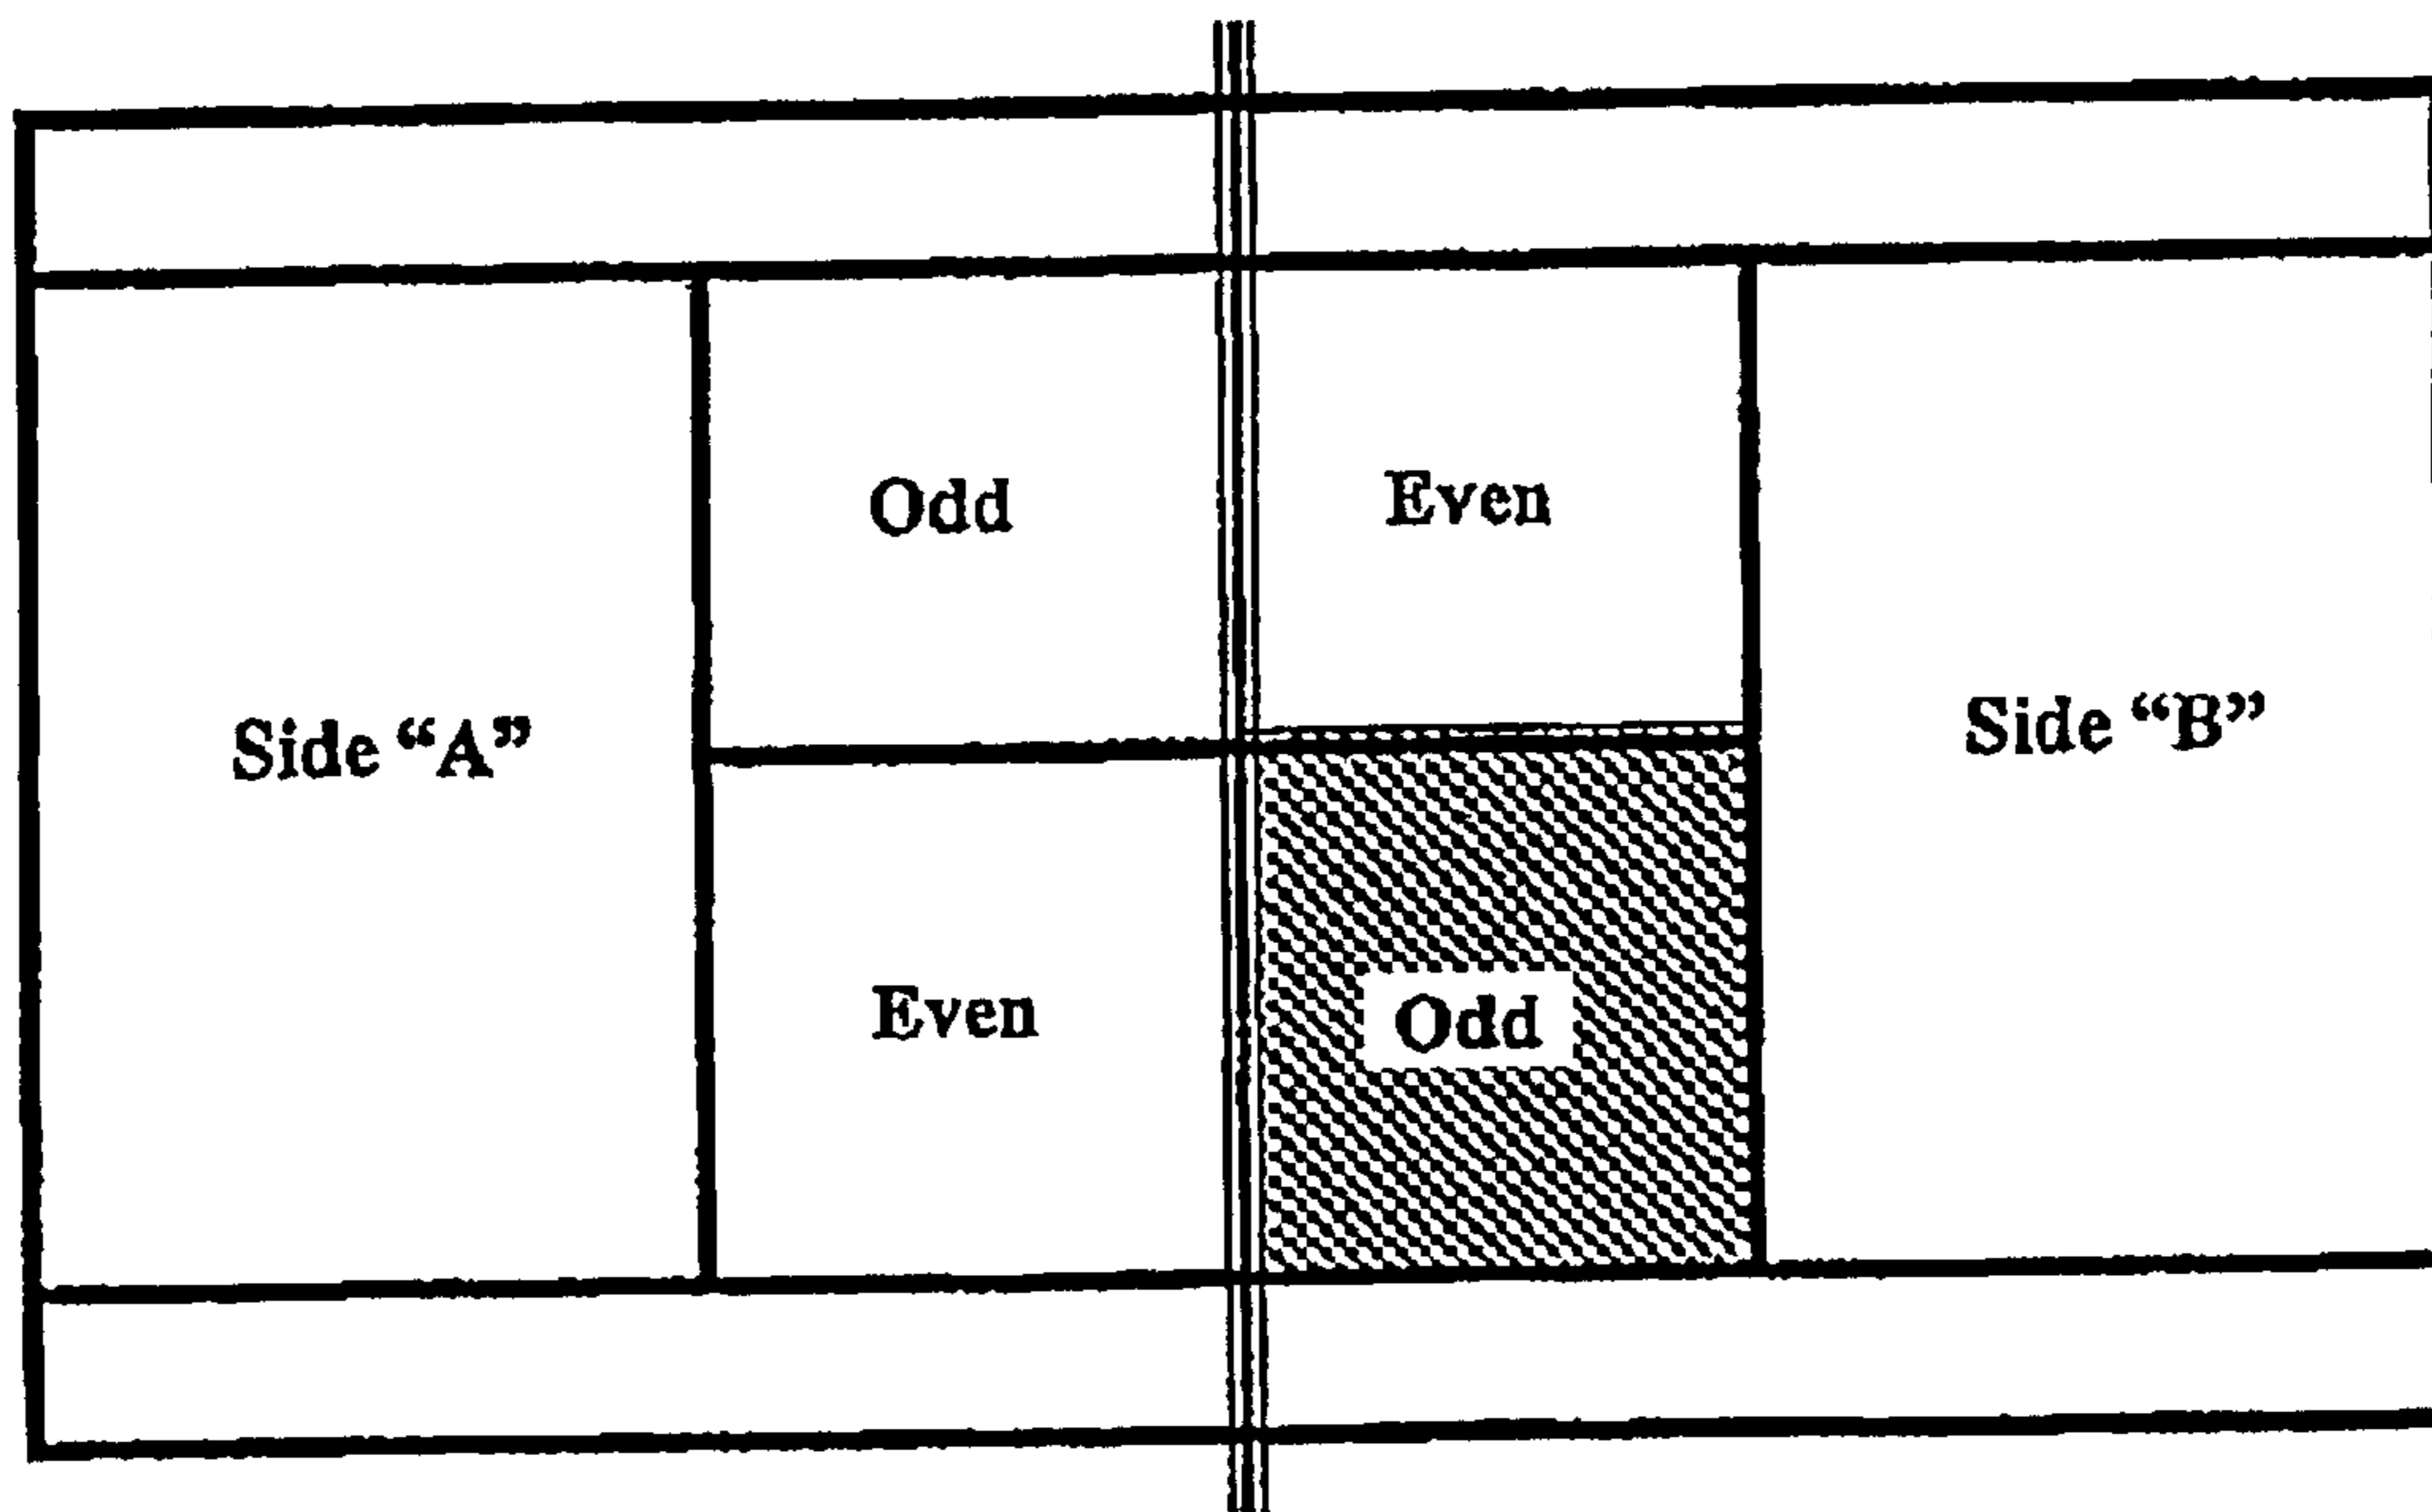 Odd
Even
Side “A”
Side “B”
Even
Odd